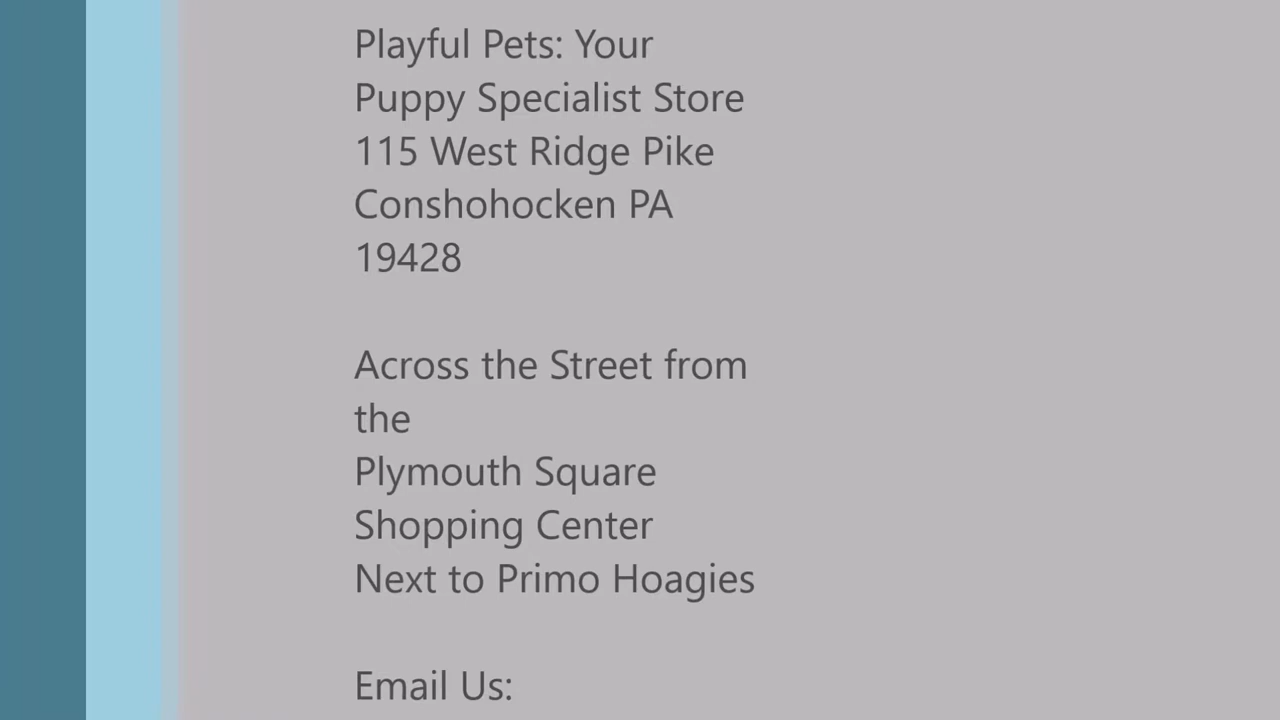 Playful Pets: Your
Puppy Specialist Store
115 West Ridge Pike
Conshohocken PA
19428
Across the Street from
the
Plymouth Square
Shopping Center
Next to Primo Hoagies
Email Us: